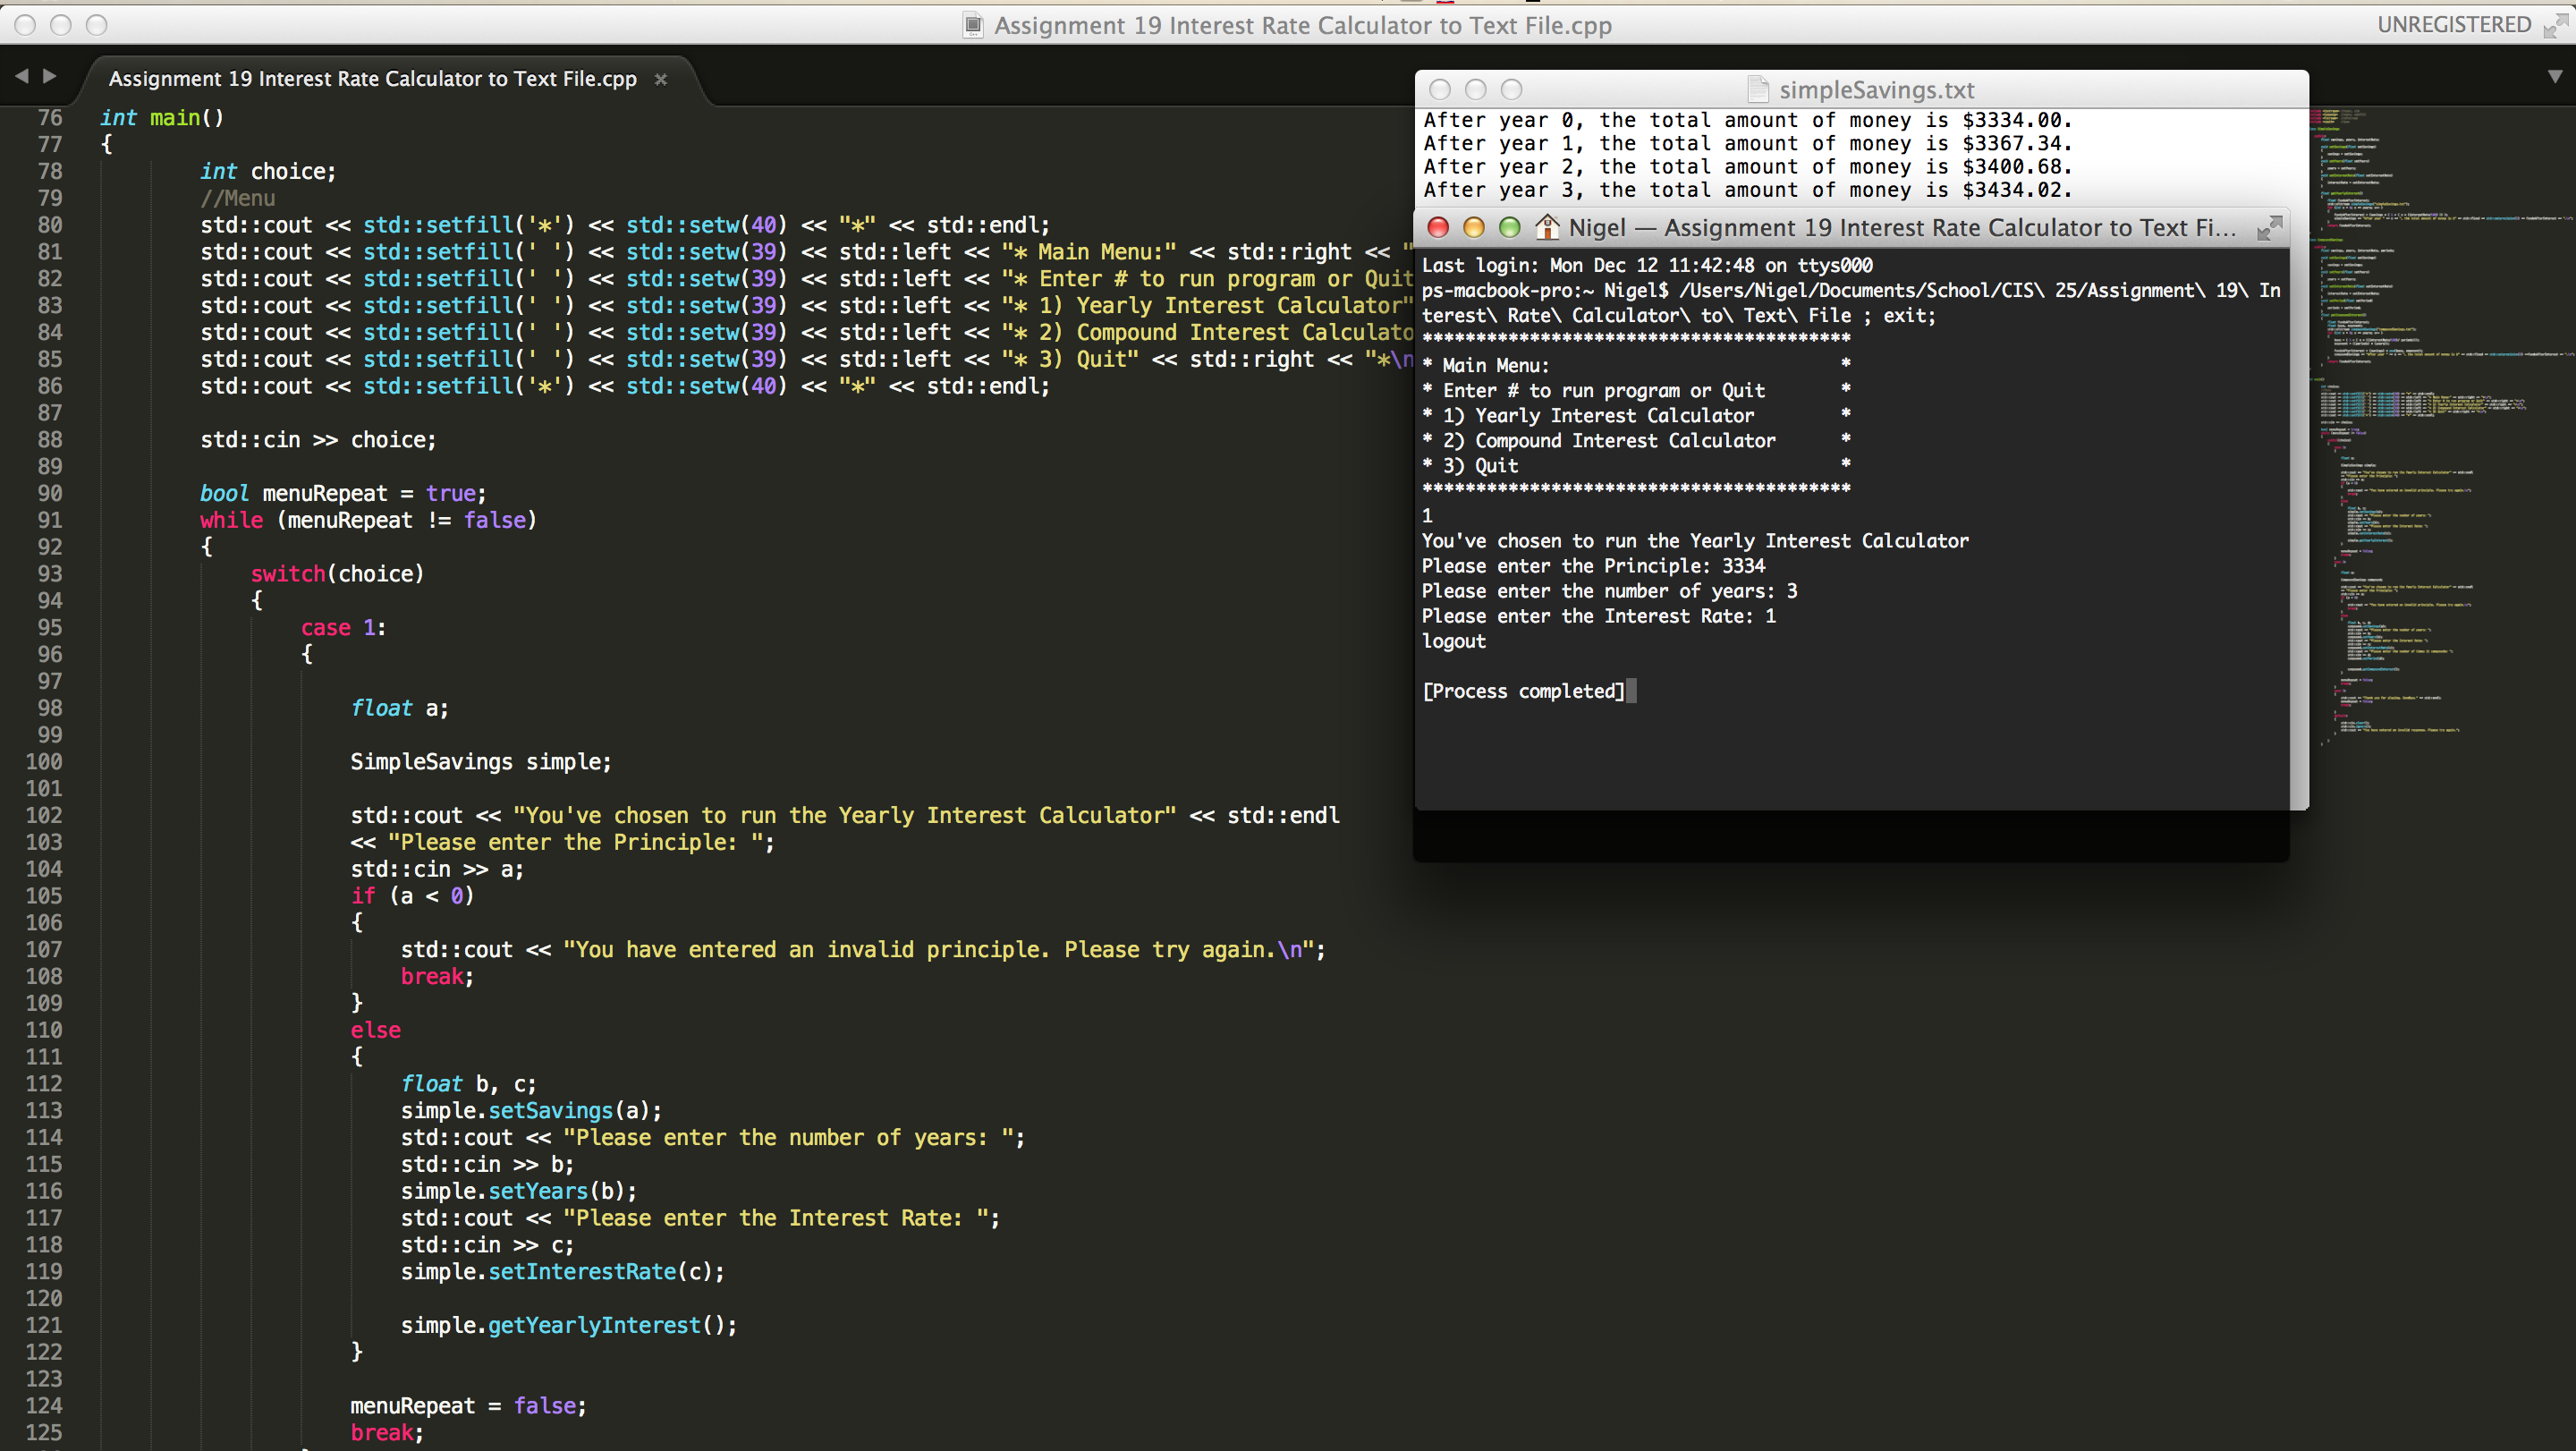 Assignment 19 Interest Rate Calculator to Text File.cpp
UNREGISTERED
Assignment 19 Interest Rate Calculator to Text File.cpp ×
76 int main()
77 {
78 int choice;
79 //Menu
80 std::cout << std::setfill('*') << std::setw(40) << "*" << std::endl;
81 std::cout << std::setfill(' ') << std::setw(39) << std::left << "* Main Menu:" << std::right << "
82 std::cout << std::setfill(' ') << std::setw(39) << std::left << "* Enter # to run program or Quit
83 std::cout << std::setfill(' ') << std::setw(39) << std::left << "* 1) Yearly Interest Calculator"
84 std::cout << std::setfill(' ') << std::setw(39) << std::left << "* 2) Compound Interest Calculato
85 std::cout << std::setfill(' ') << std::setw(39) << std::left << "* 3) Quit" << std::right << "*\n
86 std::cout << std::setfill('*') << std::setw(40) << "*" << std::endl;
87
88 std::cin >> choice;
89
90 bool menuRepeat = true;
91 while (menuRepeat != false)
92 {
93 switch(choice)
94 {
95 case 1:
96 {
97
98 float a;
99
100 SimpleSavings simple;
101
102 std::cout << "You've chosen to run the Yearly Interest Calculator" << std::endl
103 << "Please enter the Principle: ";
104 std::cin >> a;
105 if (a < 0)
106 {
107 std::cout << "You have entered an invalid principle. Please try again.\n";
108 break;
109 }
110 else
111 {
112 float b, c;
113 simple.setSavings(a);
114 std::cout << "Please enter the number of years: ";
115 std::cin >> b;
116 simple.setYears(b);
117 std::cout << "Please enter the Interest Rate: ";
118 std::cin >> c;
119 simple.setInterestRate(c);
120
121 simple.getYearlyInterest();
122 }
123
124 menuRepeat = false;
125 break;
simpleSavings.txt
After year 0, the total amount of money is $3334.00.
After year 1, the total amount of money is $3367.34.
After year 2, the total amount of money is $3400.68.
After year 3, the total amount of money is $3434.02.
Nigel — Assignment 19 Interest Rate Calculator to Text Fi...
Last login: Mon Dec 12 11:42:48 on ttys000
ps-macbook-pro:~ Nigel$ /Users/Nigel/Documents/School/CIS\ 25/Assignment\ 19\ In
terest\ Rate\ Calculator\ to\ Text\ File ; exit;
****************************************
* Main Menu: *
* Enter # to run program or Quit *
* 1) Yearly Interest Calculator *
* 2) Compound Interest Calculator *
* 3) Quit *
****************************************
1
You've chosen to run the Yearly Interest Calculator
Please enter the Principle: 3334
Please enter the number of years: 3
Please enter the Interest Rate: 1
logout
[Process completed]